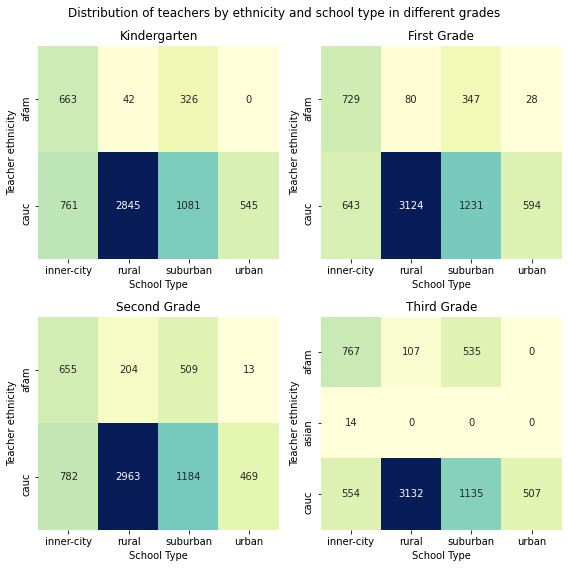 Distribution of teachers by ethnicity and school type in different grades
Kindergarten
Teacher ethnicity
afam
663 42 326 0
cauc
761 2845 1081 545
inner-city rural suburban urban
School Type
First Grade
Teacher ethnicity
afam
729 80 347 28
cauc
643 3124 1231 594
inner-city rural suburban urban
School Type
Second Grade
Teacher ethnicity
afam
655 204 509 13
cauc
782 2963 1184 469
inner-city rural suburban urban
School Type
Third Grade
Teacher ethnicity
afam
767 107 535 0
asian
14 0 0 0
cauc
554 3132 1135 507
inner-city rural suburban urban
School Type